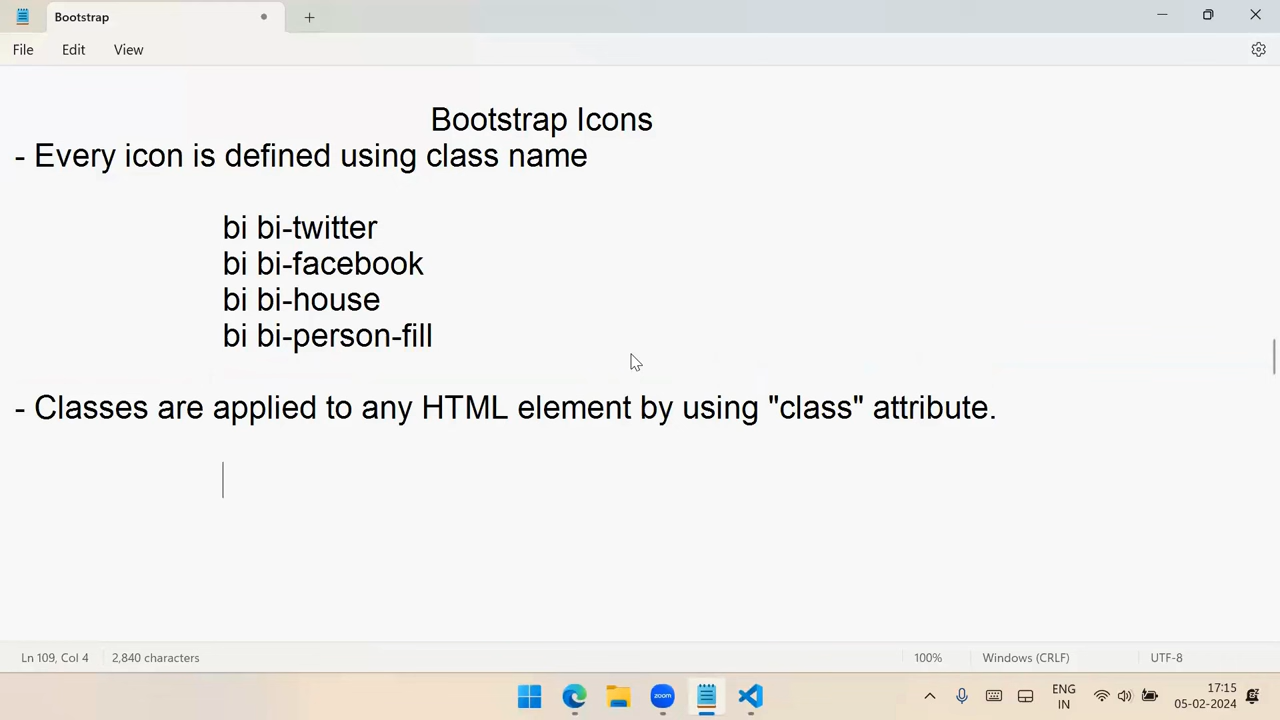 Bootstrap
File Edit View
Bootstrap Icons
- Every icon is defined using class name
bi bi-twitter
bi bi-facebook
bi bi-house
bi bi-person-fill
- Classes are applied to any HTML element by using "class" attribute.
Ln 109, Col 4 2,840 characters 100% Windows (CRLF) UTF-8
zoom
ENG
IN
17:15
05-02-2024